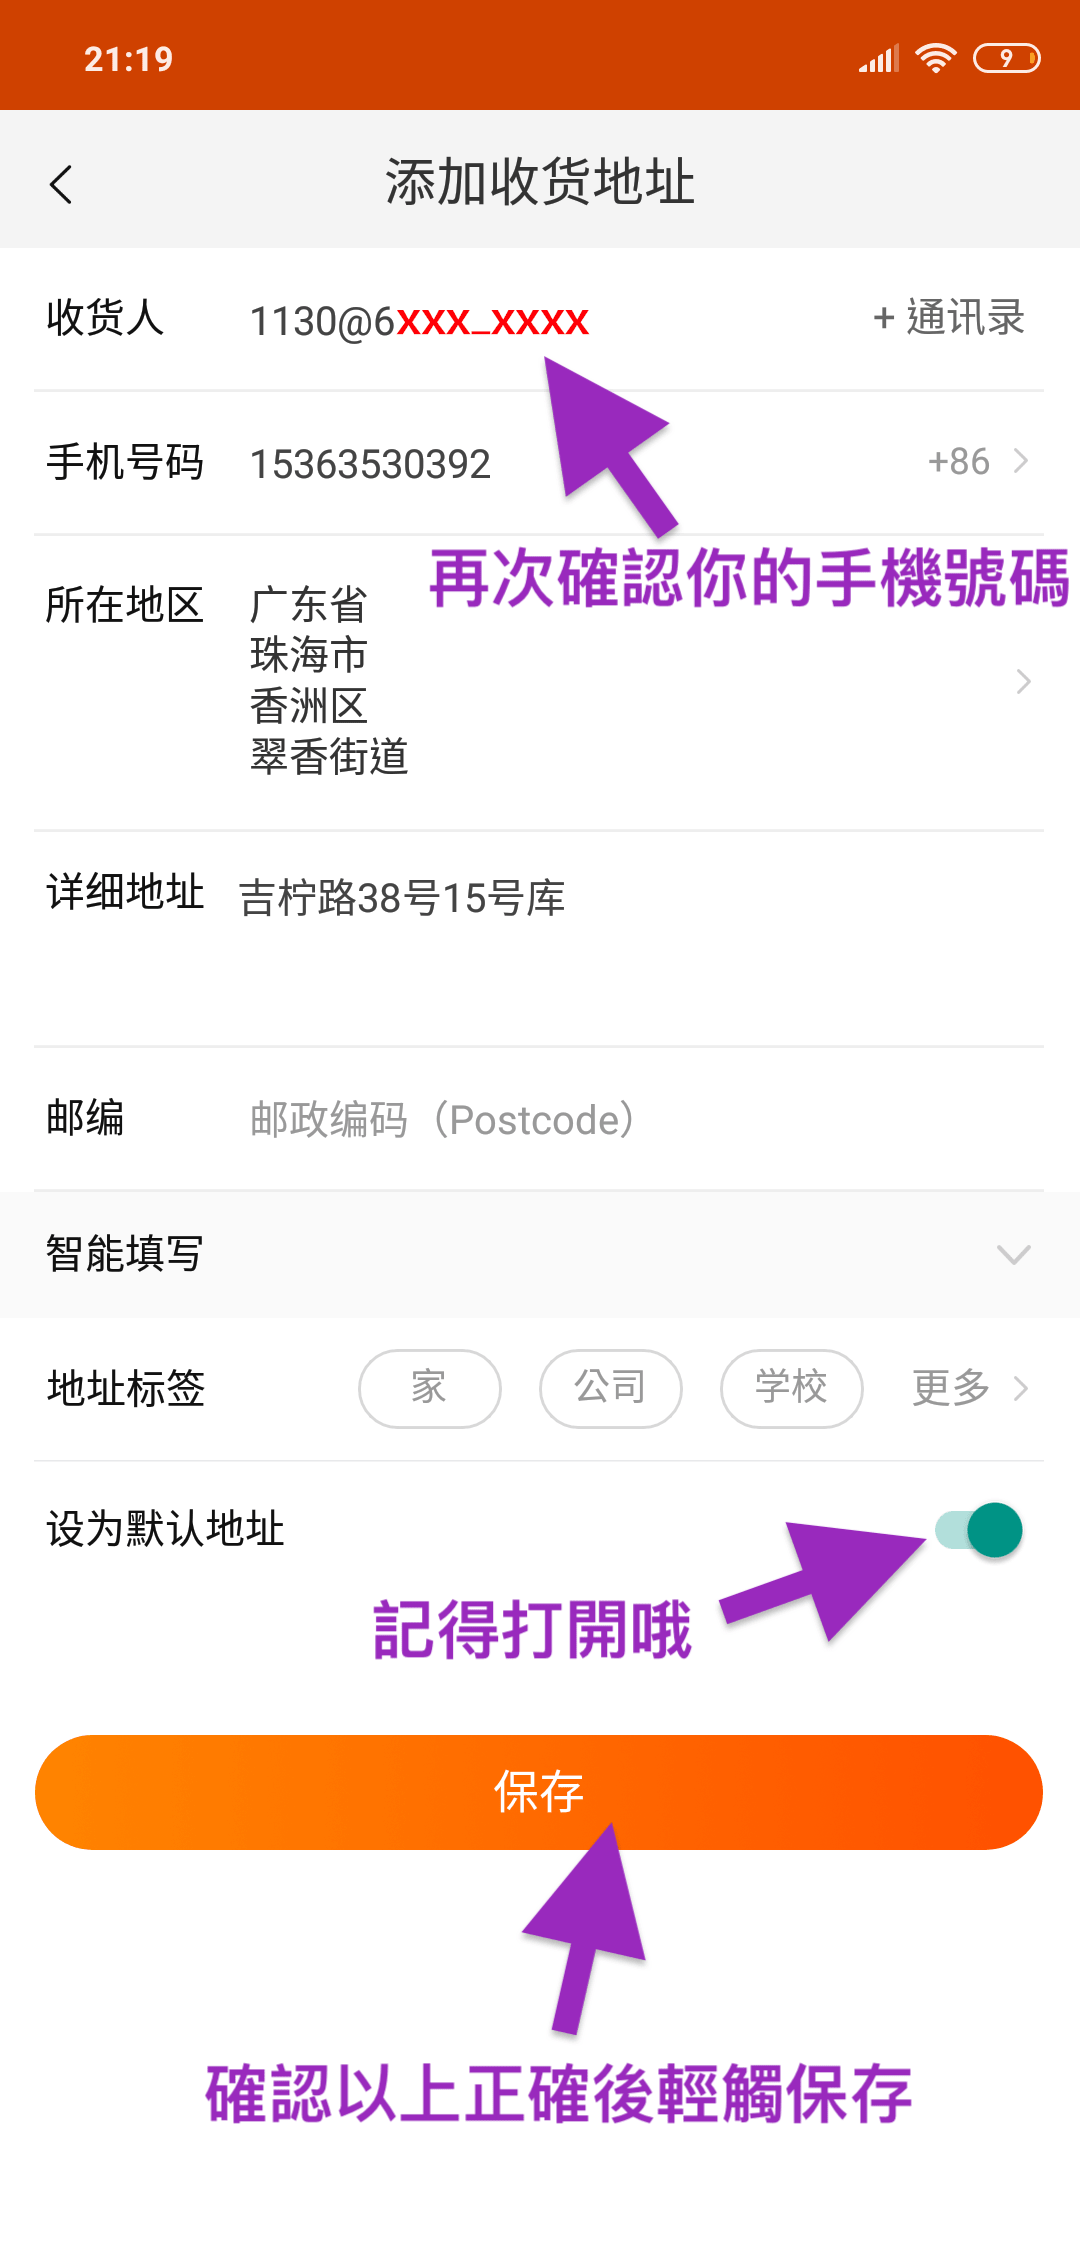 21:19
9
添加收货地址
收货人 1130@6XXX_XXXX + 通讯录
手机号码 15363530392 +86
再次確認你的手機號碼
所在地区 广东省
珠海市
香洲区
翠香街道
详细地址 吉柠路38号15号库
邮编 邮政编码（Postcode）
智能填写
地址标签 家 公司 学校 更多
设为默认地址
記得打開哦
保存
確認以上正確後輕觸保存